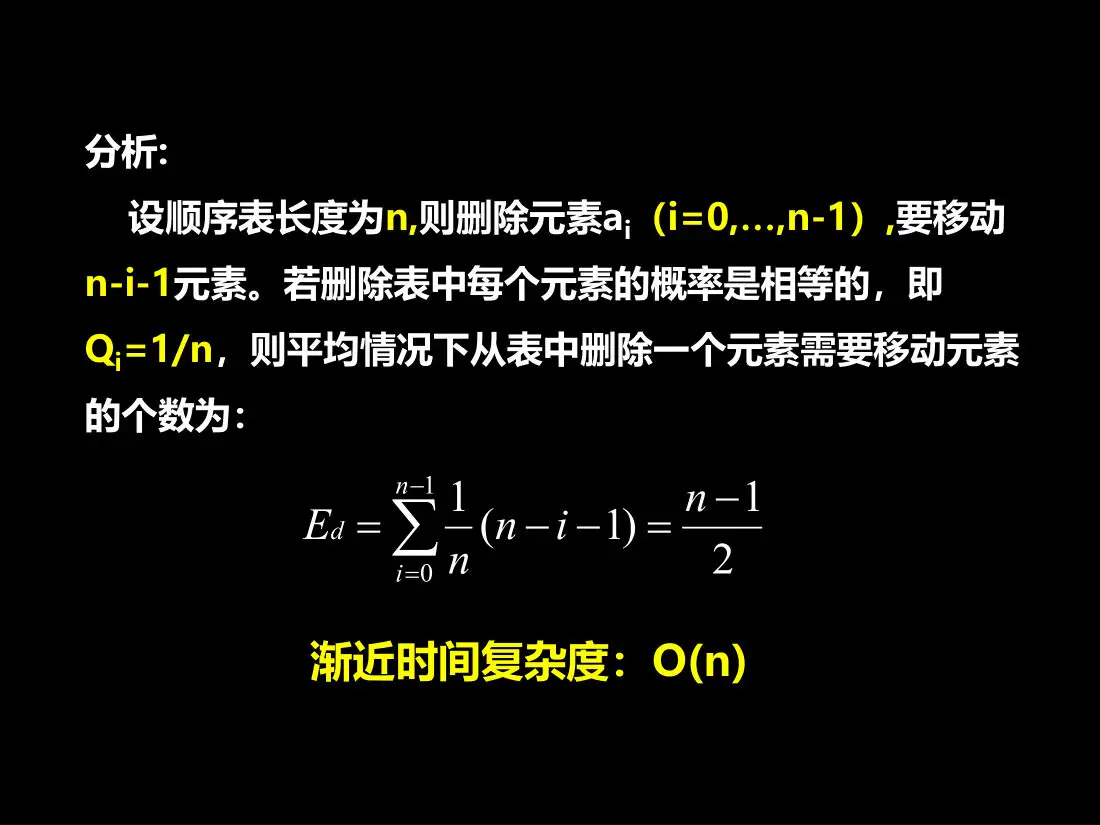 分析:
设顺序表长度为n,则删除元素aᵢ（i=0,…,n-1）,要移动
n-i-1元素。若删除表中每个元素的概率是相等的，即
Qᵢ=1/n，则平均情况下从表中删除一个元素需要移动元素
的个数为：
E_d = \sum_{i=0}^{n-1} \frac{1}{n}(n-i-1) = \frac{n-1}{2}
渐近时间复杂度：O(n)